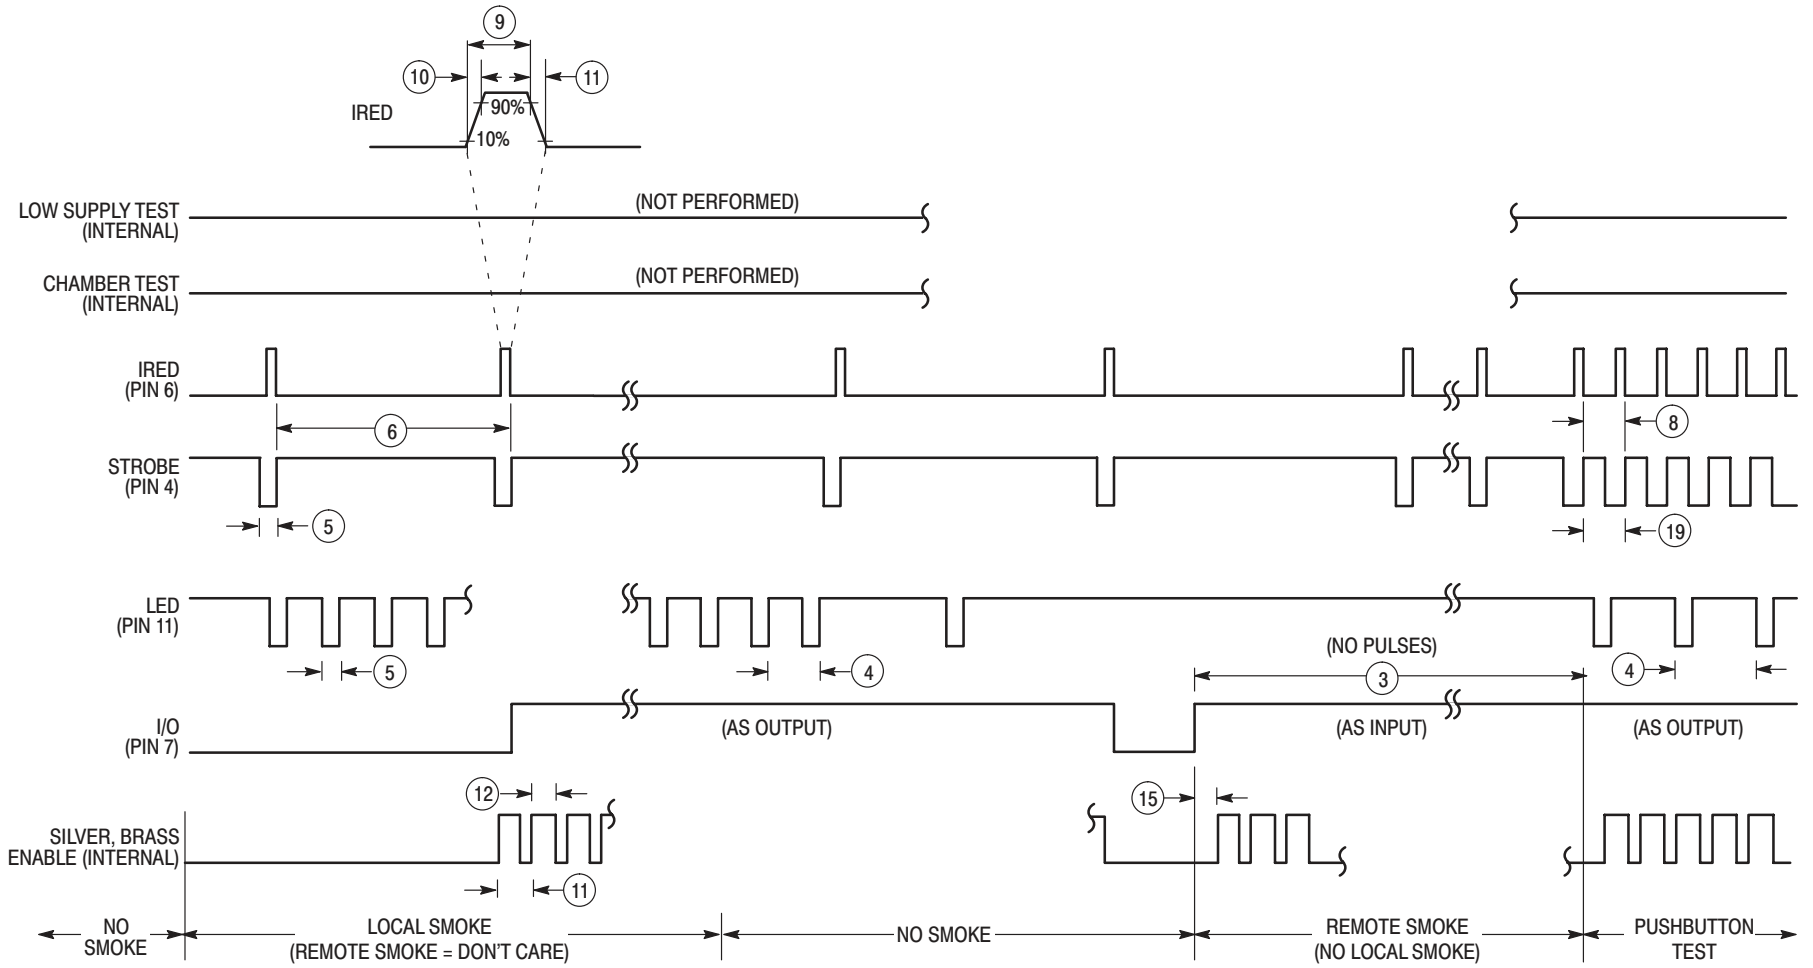 9
10
11
IRED
90%
10%
LOW SUPPLY TEST
(INTERNAL)
(NOT PERFORMED)
CHAMBER TEST
(INTERNAL)
(NOT PERFORMED)
IRED
(PIN 6)
6
8
STROBE
(PIN 4)
5
19
LED
(PIN 11)
5
4
(NO PULSES)
3
4
I/O
(PIN 7)
(AS OUTPUT)
(AS INPUT)
(AS OUTPUT)
12
15
SILVER, BRASS
ENABLE (INTERNAL)
11
NO
SMOKE
LOCAL SMOKE
(REMOTE SMOKE = DON'T CARE)
NO SMOKE
REMOTE SMOKE
(NO LOCAL SMOKE)
PUSHBUTTON
TEST